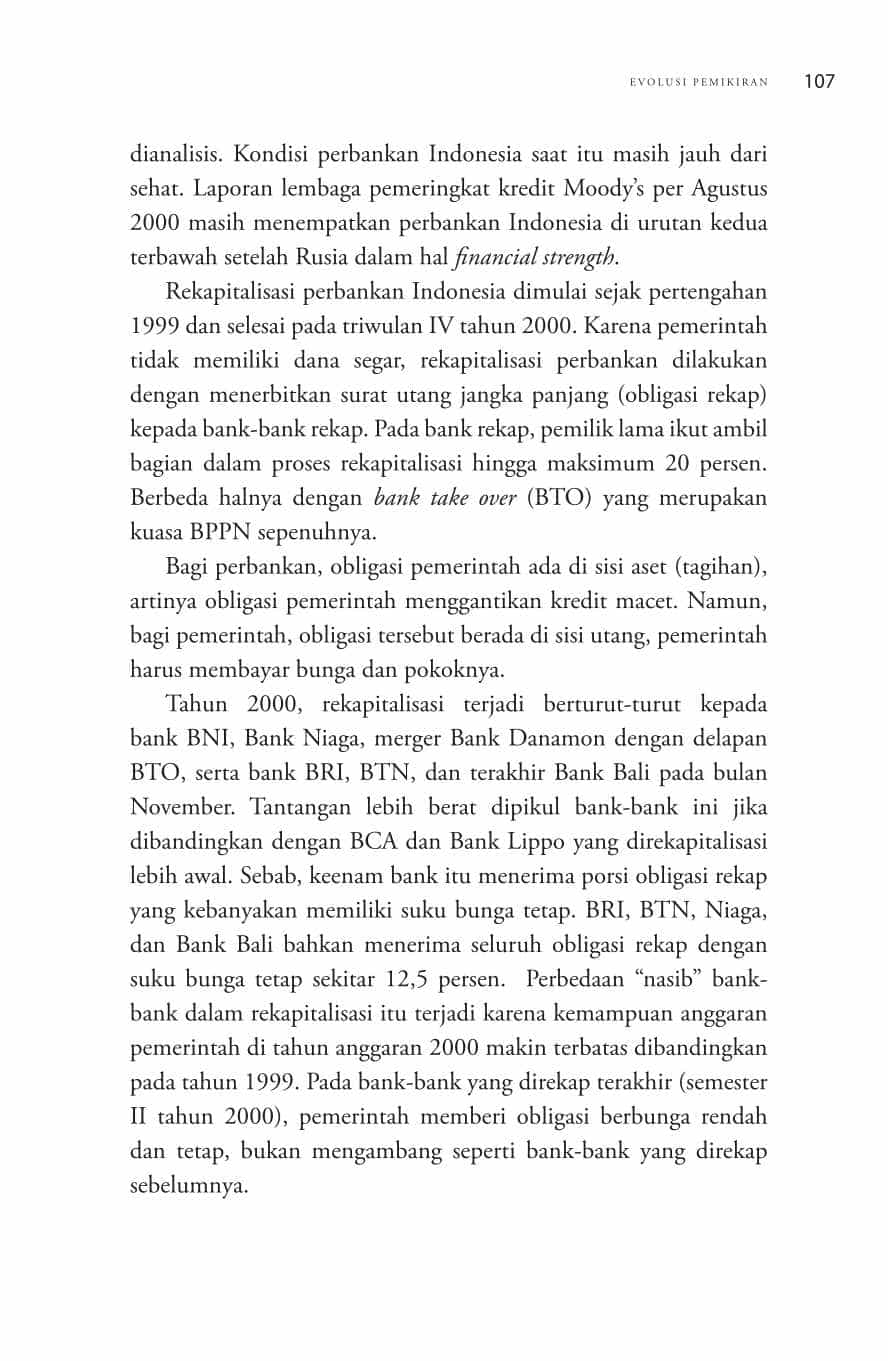 EVOLUSI PEMIKIRAN 107
dianalisis. Kondisi perbankan Indonesia saat itu masih jauh dari
sehat. Laporan lembaga pemeringkat kredit Moody’s per Agustus
2000 masih menempatkan perbankan Indonesia di urutan kedua
terbawah setelah Rusia dalam hal financial strength.
Rekapitalisasi perbankan Indonesia dimulai sejak pertengahan
1999 dan selesai pada triwulan IV tahun 2000. Karena pemerintah
tidak memiliki dana segar, rekapitalisasi perbankan dilakukan
dengan menerbitkan surat utang jangka panjang (obligasi rekap)
kepada bank-bank rekap. Pada bank rekap, pemilik lama ikut ambil
bagian dalam proses rekapitalisasi hingga maksimum 20 persen.
Berbeda halnya dengan bank take over (BTO) yang merupakan
kuasa BPPN sepenuhnya.
Bagi perbankan, obligasi pemerintah ada di sisi aset (tagihan),
artinya obligasi pemerintah menggantikan kredit macet. Namun,
bagi pemerintah, obligasi tersebut berada di sisi utang, pemerintah
harus membayar bunga dan pokoknya.
Tahun 2000, rekapitalisasi terjadi berturut-turut kepada
bank BNI, Bank Niaga, merger Bank Danamon dengan delapan
BTO, serta bank BRI, BTN, dan terakhir Bank Bali pada bulan
November. Tantangan lebih berat dipikul bank-bank ini jika
dibandingkan dengan BCA dan Bank Lippo yang direkapitalisasi
lebih awal. Sebab, keenam bank itu menerima porsi obligasi rekap
yang kebanyakan memiliki suku bunga tetap. BRI, BTN, Niaga,
dan Bank Bali bahkan menerima seluruh obligasi rekap dengan
suku bunga tetap sekitar 12,5 persen. Perbedaan “nasib” bank-
bank dalam rekapitalisasi itu terjadi karena kemampuan anggaran
pemerintah di tahun anggaran 2000 makin terbatas dibandingkan
pada tahun 1999. Pada bank-bank yang direkap terakhir (semester
II tahun 2000), pemerintah memberi obligasi berbunga rendah
dan tetap, bukan mengambang seperti bank-bank yang direkap
sebelumnya.